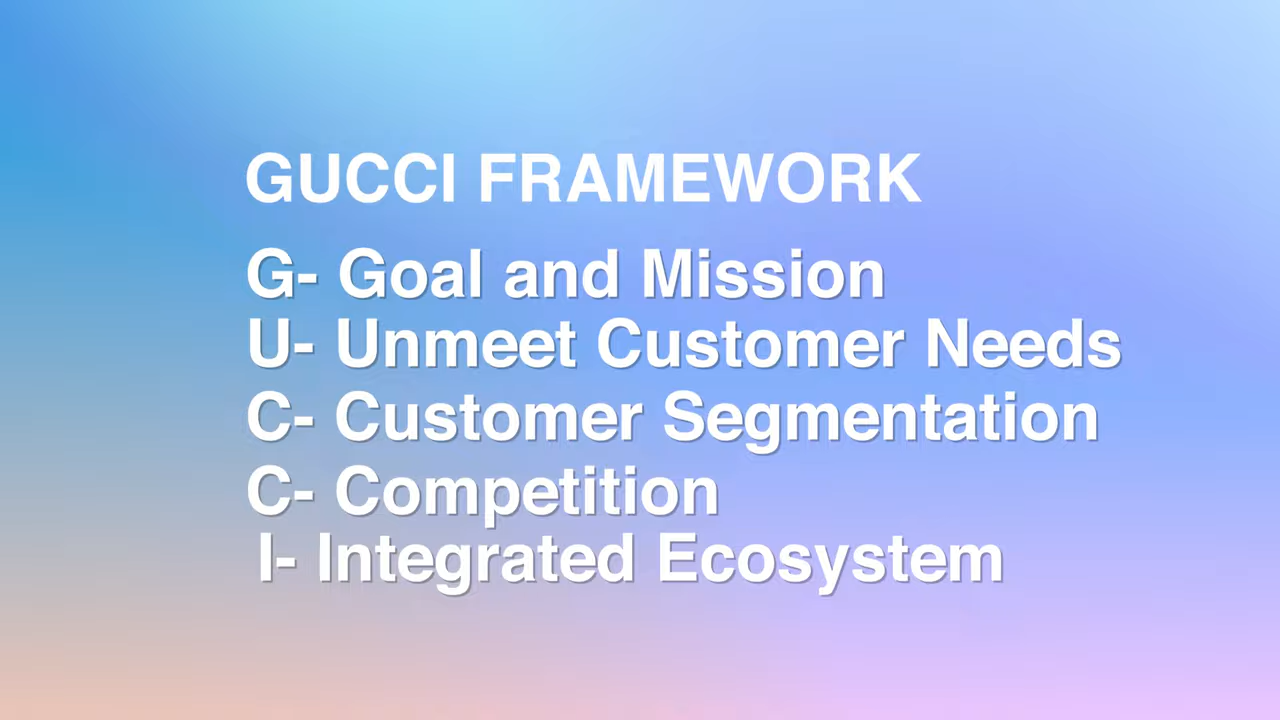 GUCCI FRAMEWORK
G- Goal and Mission
U- Unmeet Customer Needs
C- Customer Segmentation
C- Competition
I- Integrated Ecosystem